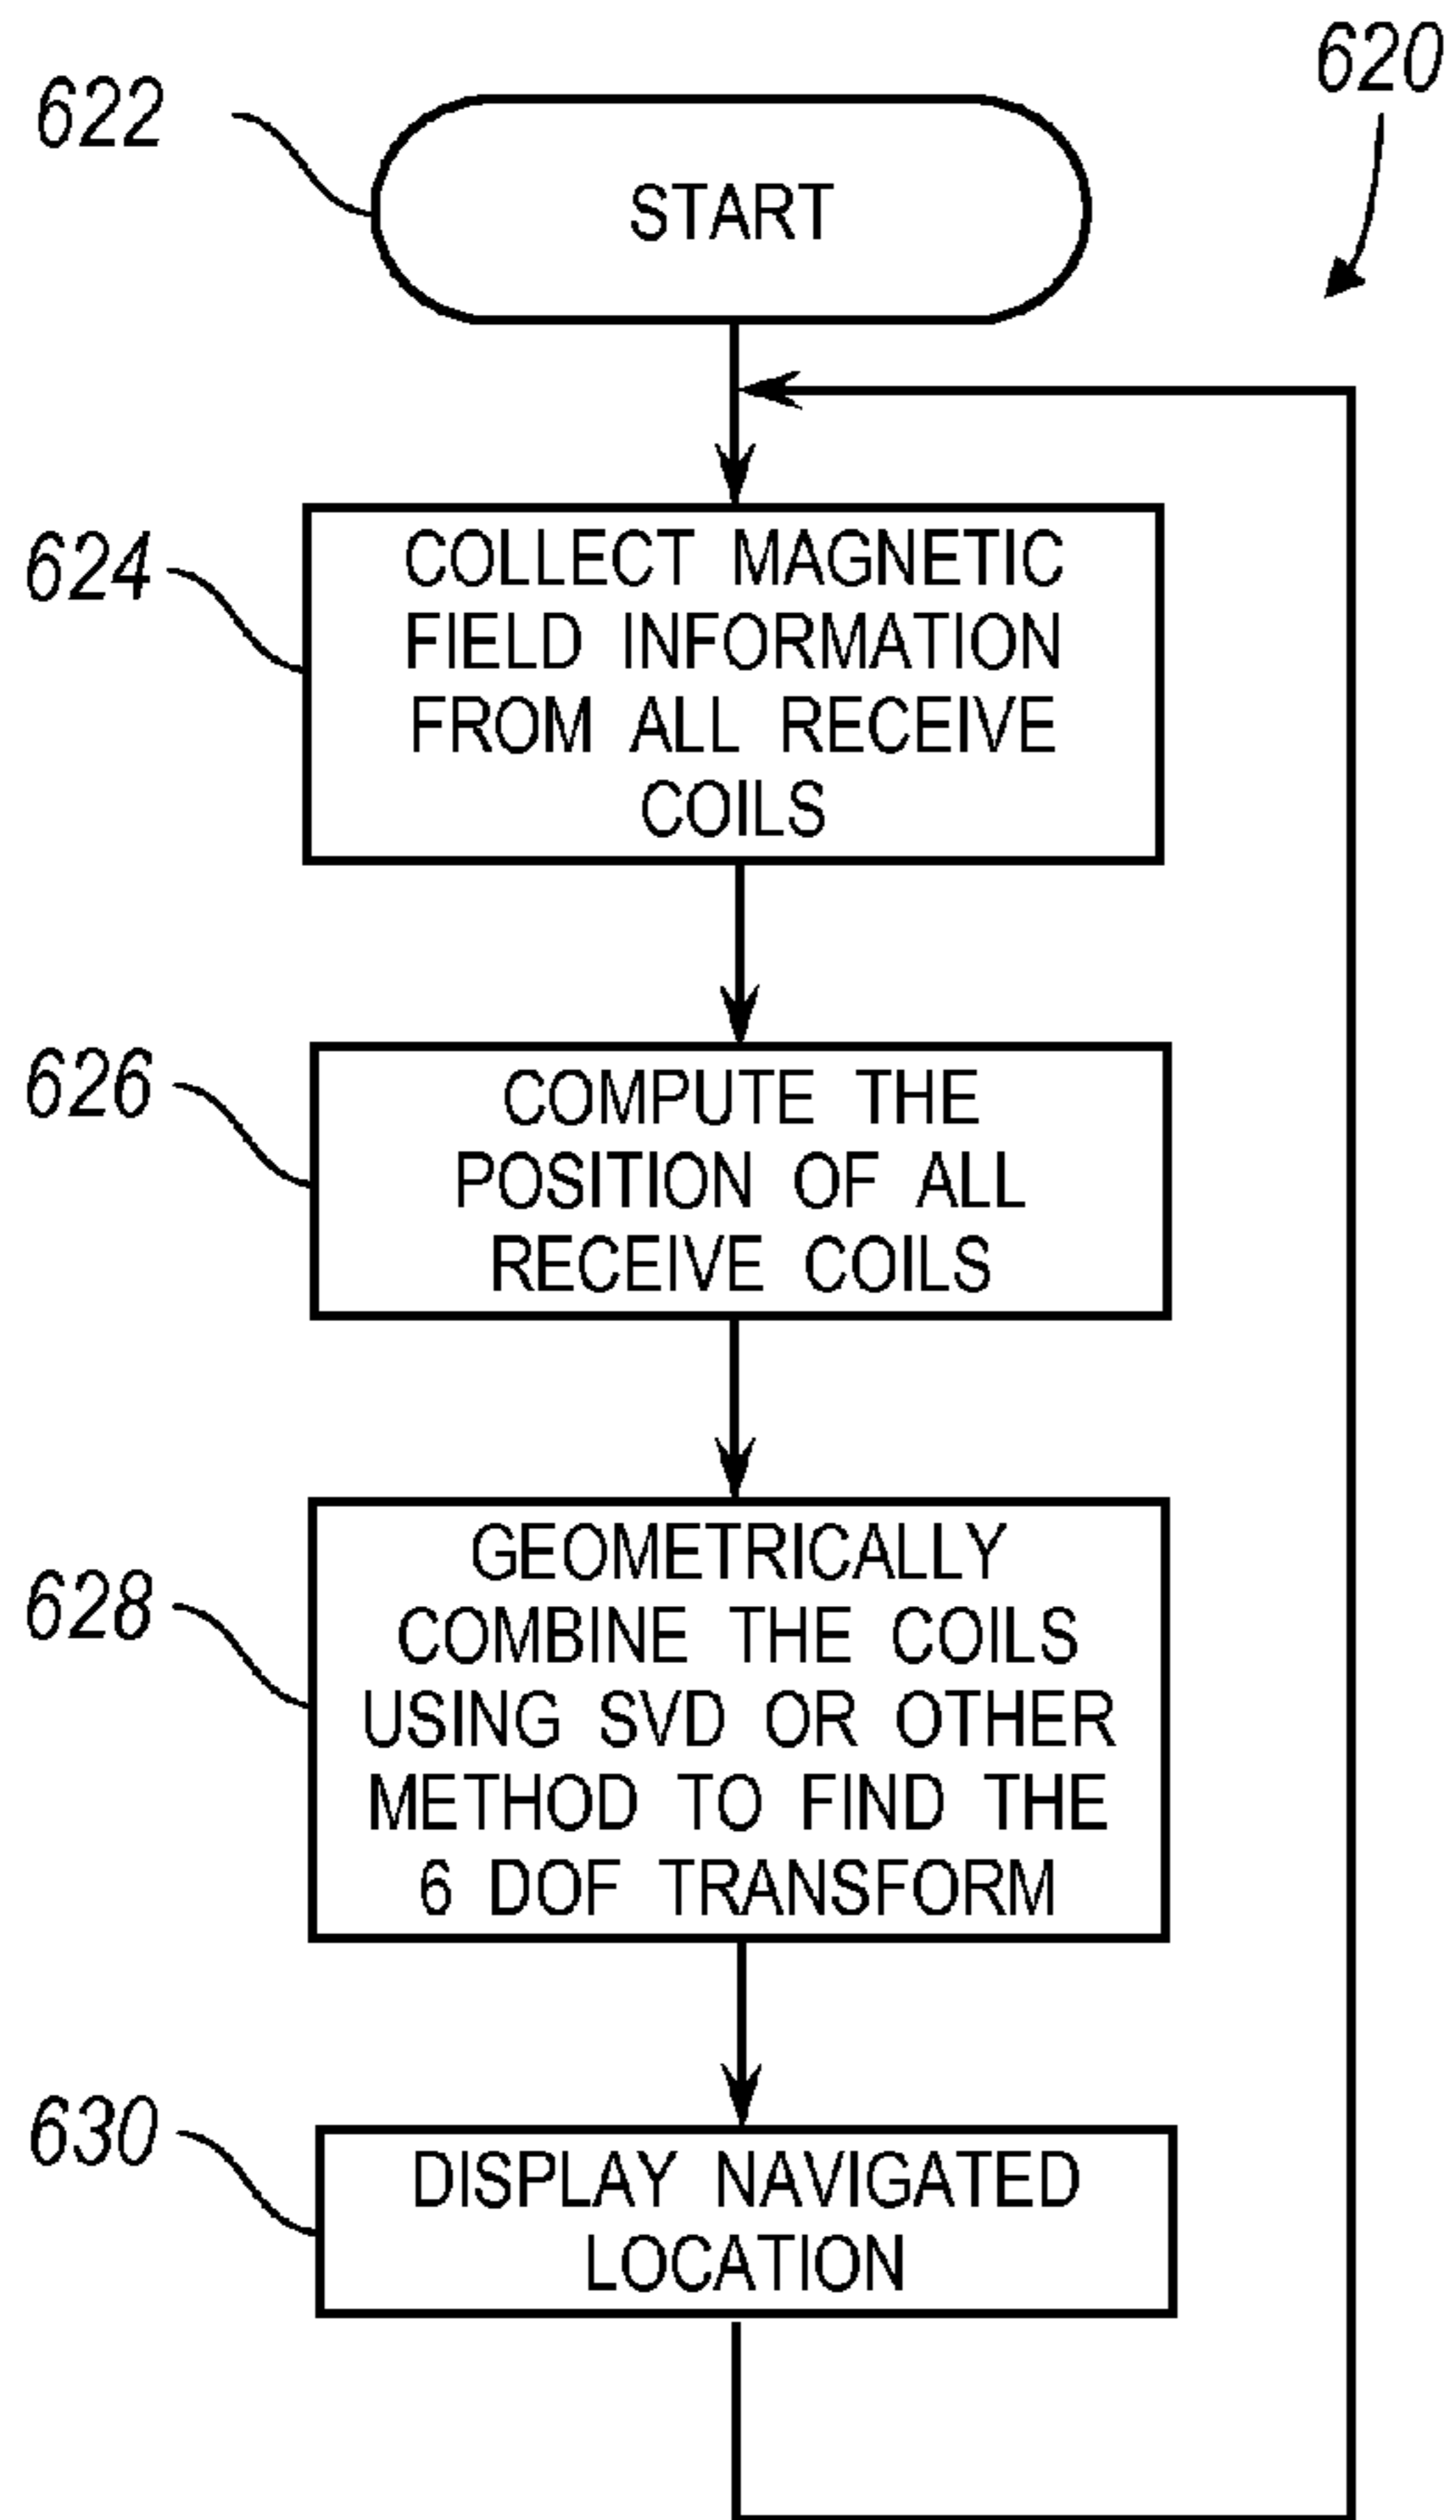 620
622
START
624
COLLECT MAGNETIC
FIELD INFORMATION
FROM ALL RECEIVE
COILS
626
COMPUTE THE
POSITION OF ALL
RECEIVE COILS
628
GEOMETRICALLY
COMBINE THE COILS
USING SVD OR OTHER
METHOD TO FIND THE
6 DOF TRANSFORM
630
DISPLAY NAVIGATED
LOCATION